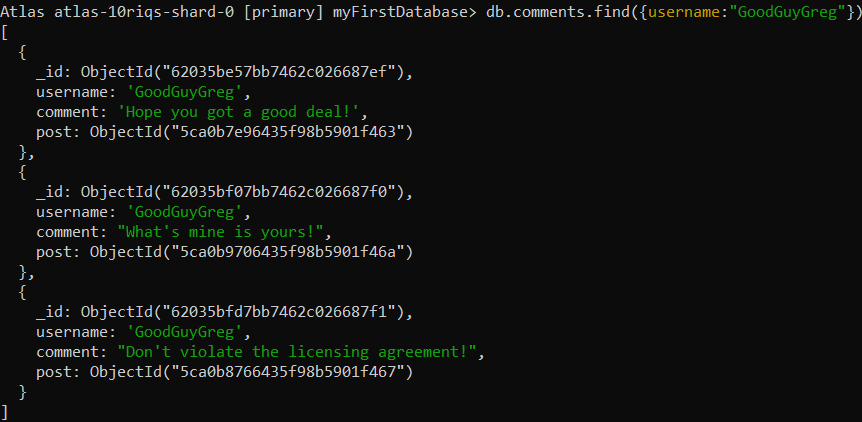 Atlas atlas-10riqs-shard-0 [primary] myFirstDatabase> db.comments.find({username:"GoodGuyGreg"})
[
  {
    _id: ObjectId("62035be57bb7462c026687ef"),
    username: 'GoodGuyGreg',
    comment: 'Hope you got a good deal!',
    post: ObjectId("5ca0b7e96435f98b5901f463")
  },
  {
    _id: ObjectId("62035bf07bb7462c026687f0"),
    username: 'GoodGuyGreg',
    comment: "What's mine is yours!",
    post: ObjectId("5ca0b9706435f98b5901f46a")
  },
  {
    _id: ObjectId("62035bfd7bb7462c026687f1"),
    username: 'GoodGuyGreg',
    comment: "Don't violate the licensing agreement!",
    post: ObjectId("5ca0b8766435f98b5901f467")
  }
]